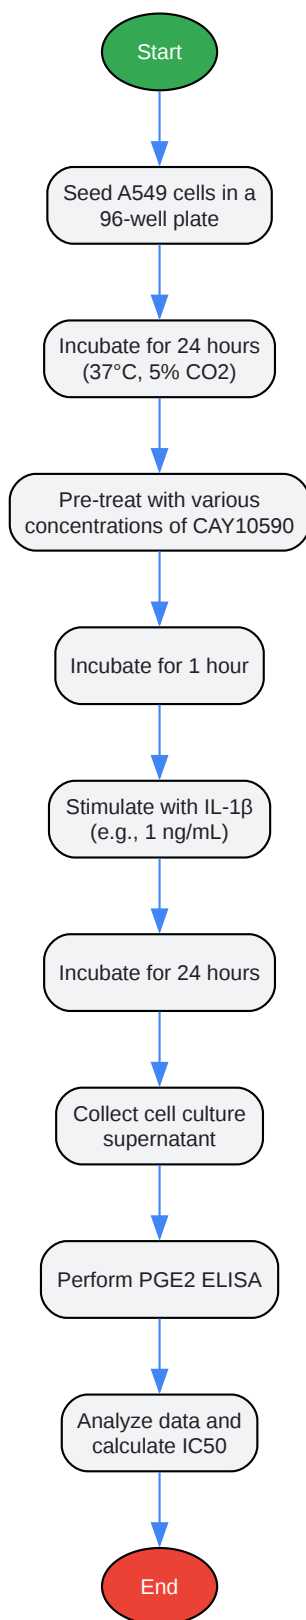 Start
Seed A549 cells in a
96-well plate
Incubate for 24 hours
(37°C, 5% CO2)
Pre-treat with various
concentrations of CAY10590
Incubate for 1 hour
Stimulate with IL-1β
(e.g., 1 ng/mL)
Incubate for 24 hours
Collect cell culture
supernatant
Perform PGE2 ELISA
Analyze data and
calculate IC50
End